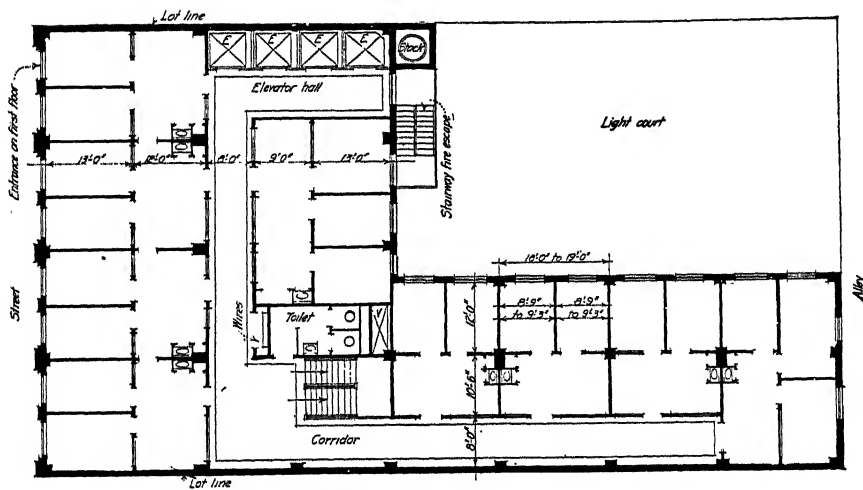 Lot line
E E E E
Stack
Elevator hall
Entrance on first floor
Light court
Stairway fire escape
13'-0" 12'-0" 8'-0" 9'-0" 13'-0"
18'-0" to 19'-0"
Street
Alley
8'-9" 8'-9"
to 9'-3" to 9'-3"
12'-0"
Wires
Toilet
V
V
10'-6"
Corridor
8'-0"
Lot line